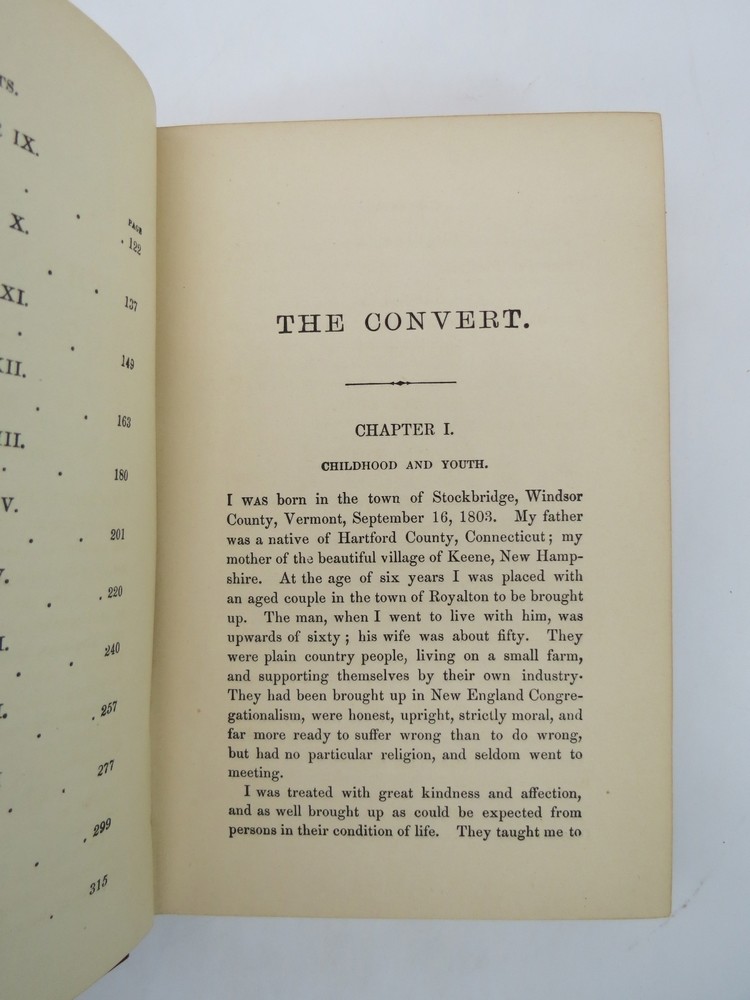 TS.
IX.
PAGE
. 122
X.
137
XI.
149
XII.
163
III.
180
V.
201
V.
. 220
I.
240
I.
. 257
277
. 299
315
THE CONVERT.
CHAPTER I.
CHILDHOOD AND YOUTH.
I WAS born in the town of Stockbridge, Windsor
County, Vermont, September 16, 1803. My father
was a native of Hartford County, Connecticut; my
mother of the beautiful village of Keene, New Hamp-
shire. At the age of six years I was placed with
an aged couple in the town of Royalton to be brought
up. The man, when I went to live with him, was
upwards of sixty; his wife was about fifty. They
were plain country people, living on a small farm,
and supporting themselves by their own industry.
They had been brought up in New England Congre-
gationalism, were honest, upright, strictly moral, and
far more ready to suffer wrong than to do wrong,
but had no particular religion, and seldom went to
meeting.
I was treated with great kindness and affection,
and as well brought up as could be expected from
persons in their condition of life. They taught me to